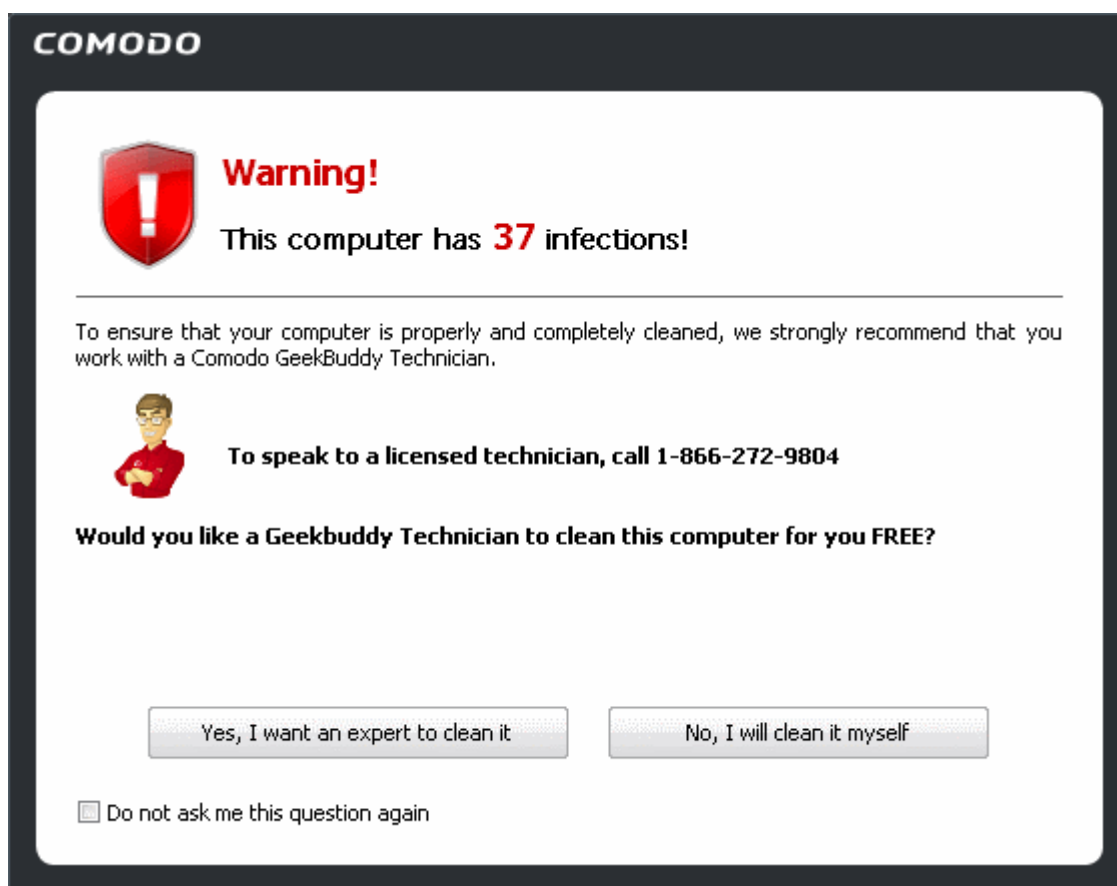 COMODO
Warning!
This computer has 37 infections!
To ensure that your computer is properly and completely cleaned, we strongly recommend that you
work with a Comodo GeekBuddy Technician.
To speak to a licensed technician, call 1-866-272-9804
Would you like a Geekbuddy Technician to clean this computer for you FREE?
Yes, I want an expert to clean it
No, I will clean it myself
Do not ask me this question again